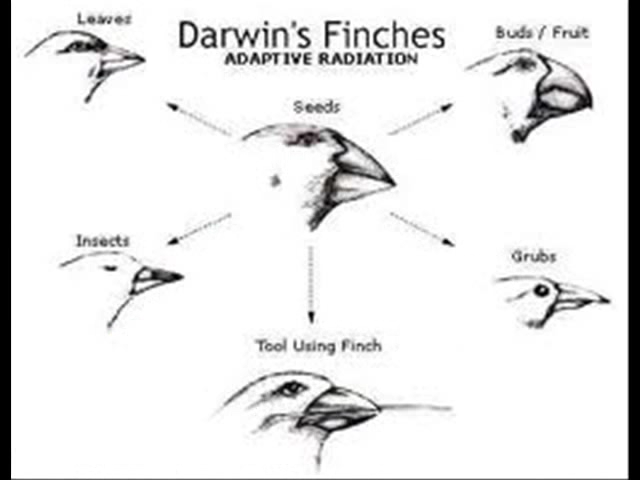 Leaves
Darwin's Finches
ADAPTIVE RADIATION
Buds / Fruit
Seeds
Insects
Grubs
Tool Using Finch